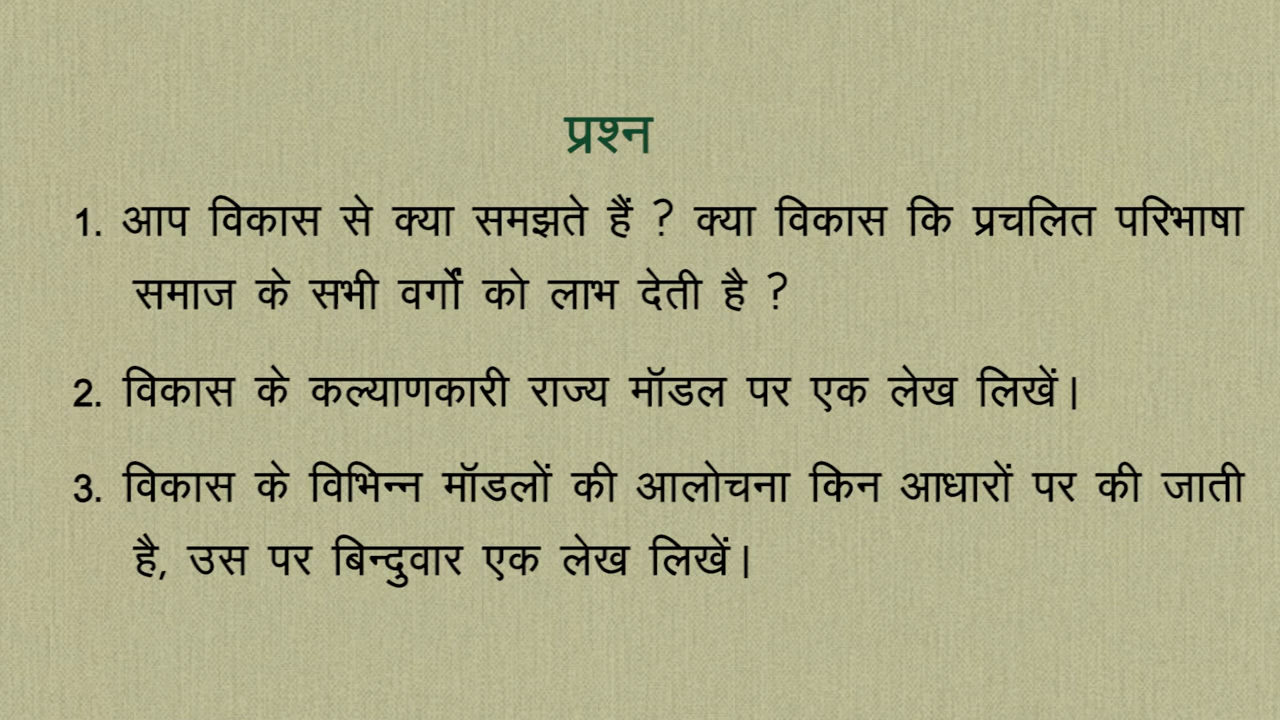 प्रश्न
1. आप विकास से क्या समझते हैं ? क्या विकास कि प्रचलित परिभाषा
समाज के सभी वर्गों को लाभ देती है ?
2. विकास के कल्याणकारी राज्य मॉडल पर एक लेख लिखें।
3. विकास के विभिन्न मॉडलों की आलोचना किन आधारों पर की जाती
है, उस पर बिन्दुवार एक लेख लिखें।